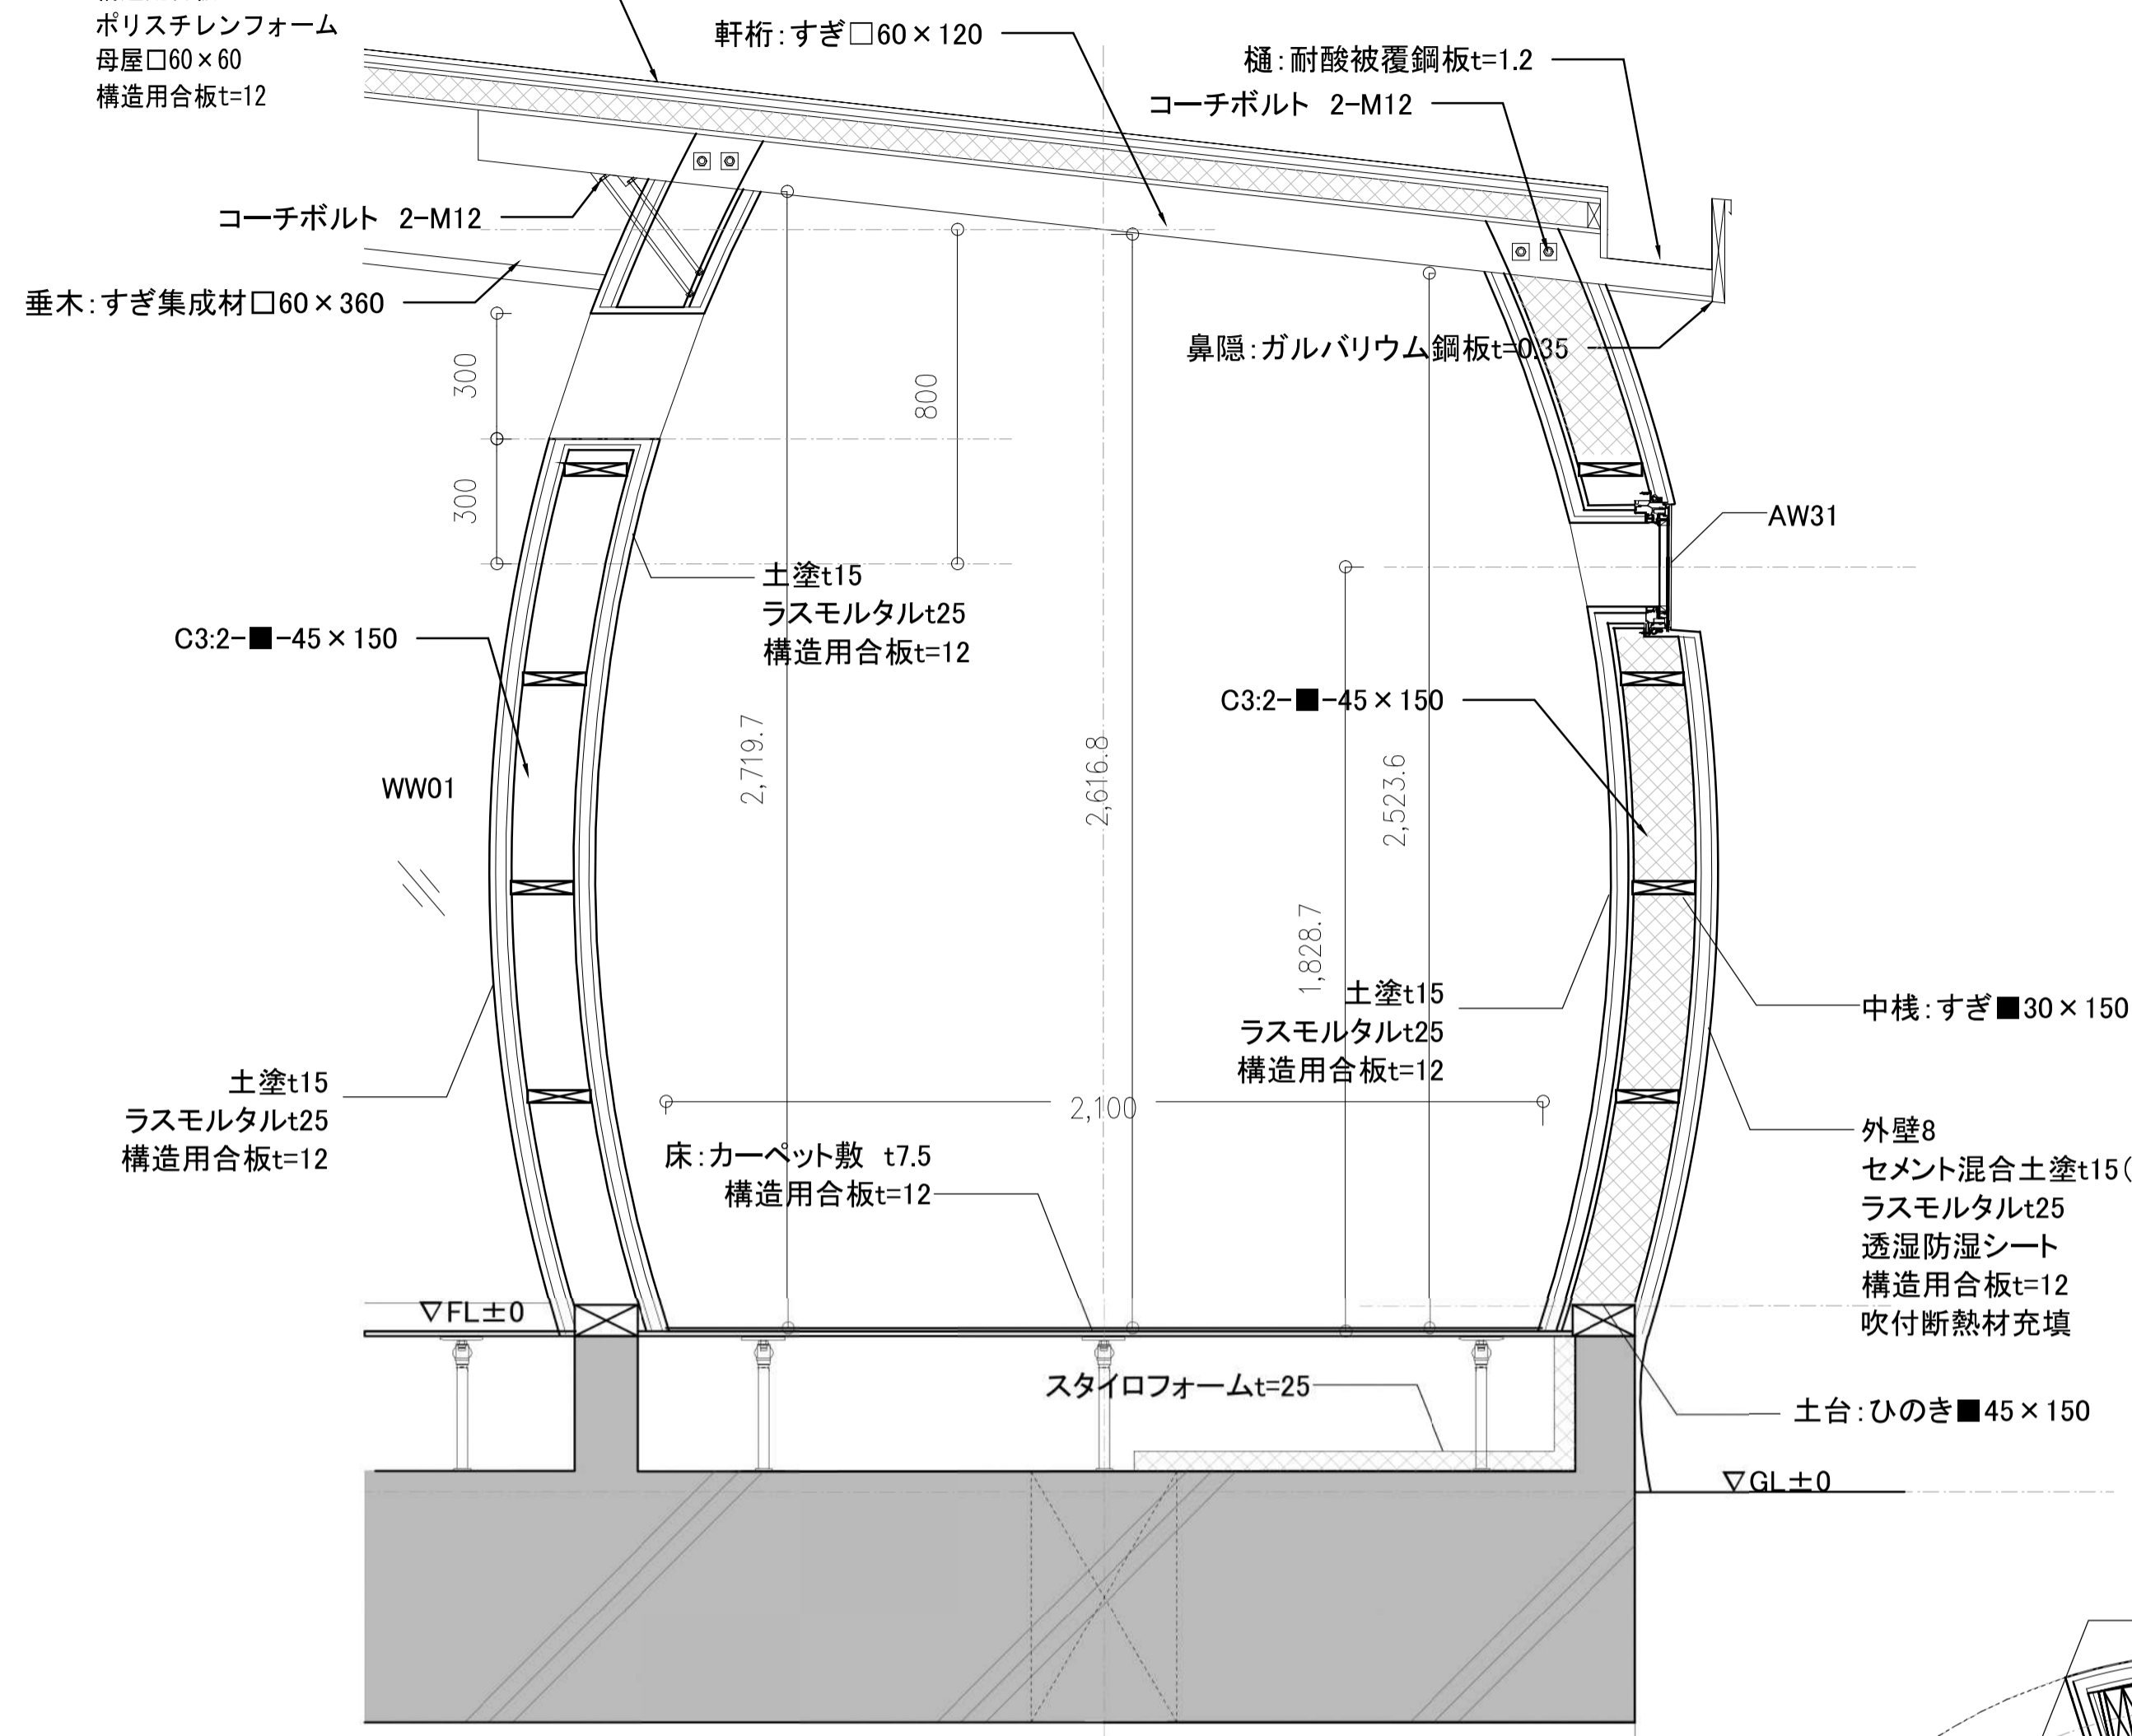 ポリスチレンフォーム
母屋□60×60
構造用合板t=12
軒桁:すぎ□60×120
樋:耐酸被覆鋼板t=1.2
コーチボルト 2-M12
コーチボルト 2-M12
垂木:すぎ集成材□60×360
鼻隠:ガルバリウム鋼板t=0.35
300
800
300
AW31
土塗t15
ラスモルタルt25
構造用合板t=12
C3:2-■-45×150
C3:2-■-45×150
WW01
2,719.7
2,616.8
2,523.6
1,828.7
土塗t15
ラスモルタルt25
構造用合板t=12
中桟:すぎ■30×150
土塗t15
ラスモルタルt25
構造用合板t=12
2,100
床:カーペット敷 t7.5
構造用合板t=12
外壁8
セメント混合土塗t15(
ラスモルタルt25
透湿防湿シート
構造用合板t=12
吹付断熱材充填
▽FL±0
スタイロフォームt=25
土台:ひのき■45×150
▽GL±0